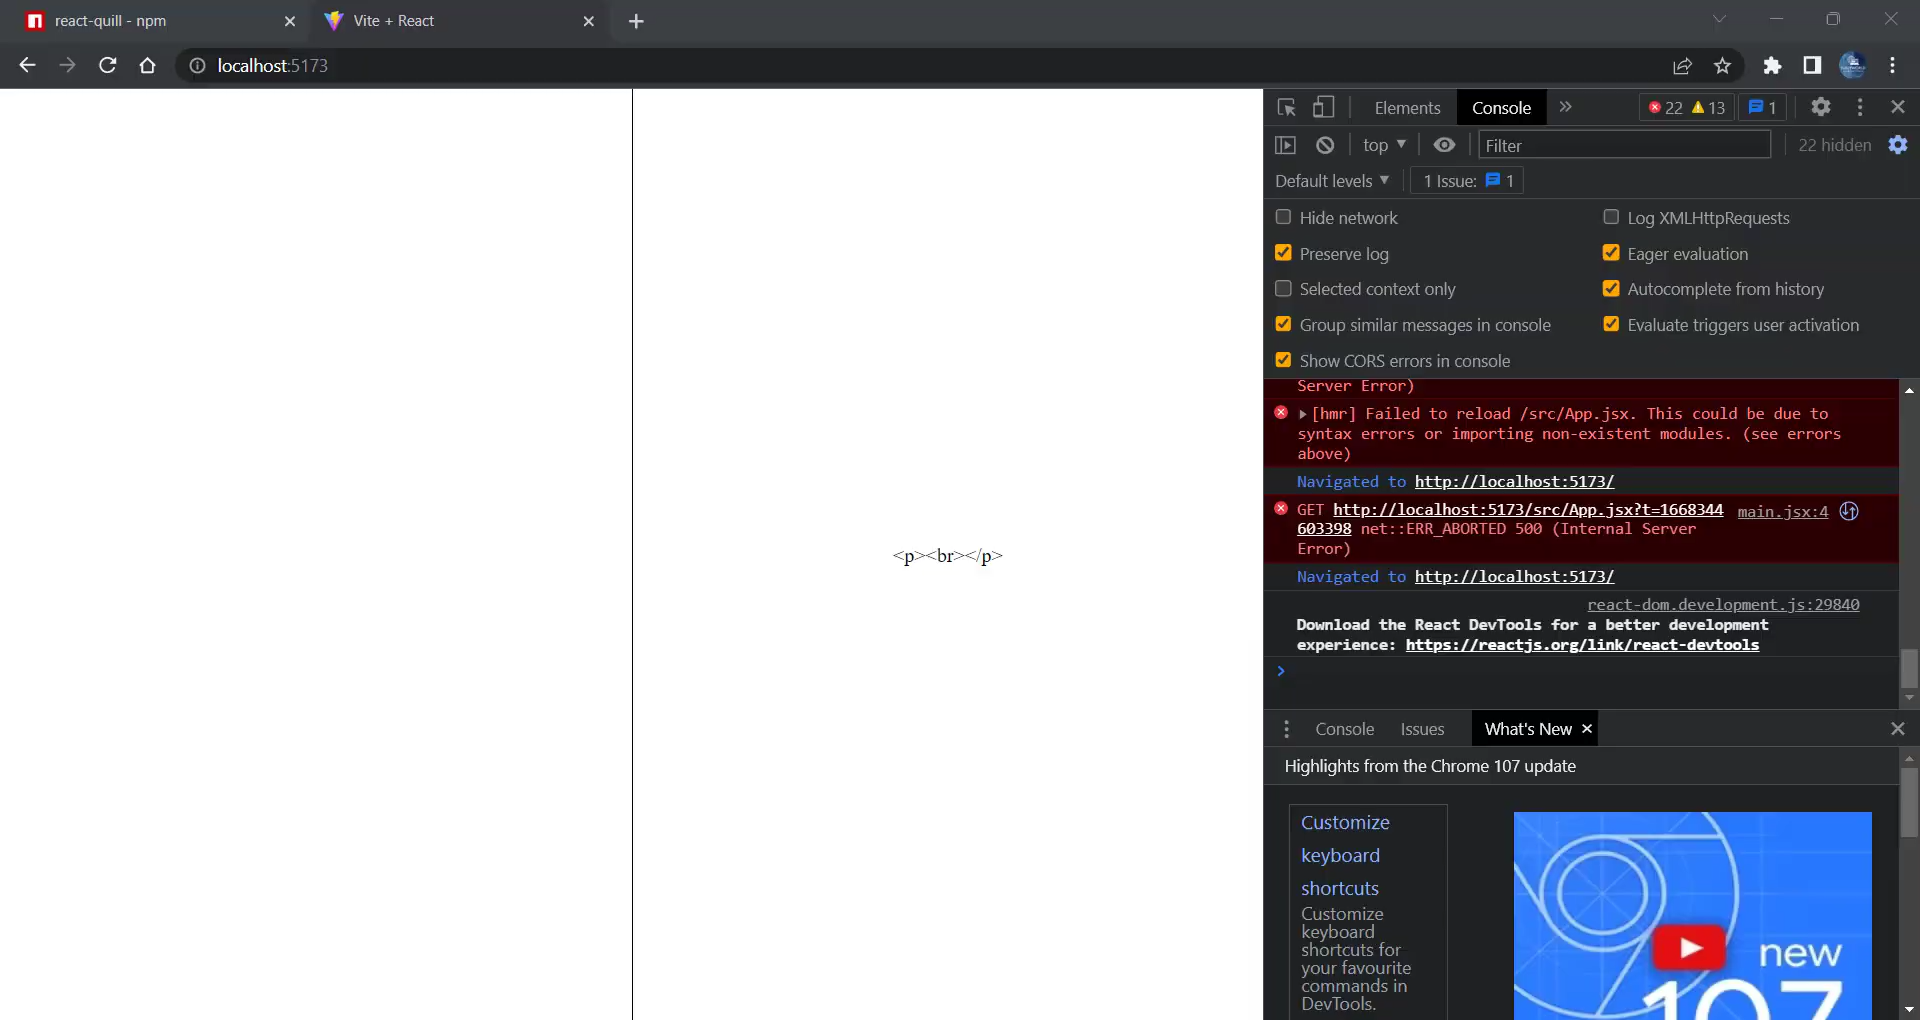 react-quill - npm
Vite + React
localhost:5173
Elements
Console
22
13
1
top
Filter
22 hidden
Default levels
1 Issue:
1
Hide network
Log XMLHttpRequests
Preserve log
Eager evaluation
Selected context only
Autocomplete from history
Group similar messages in console
Evaluate triggers user activation
Show CORS errors in console
Server Error)
[hmr] Failed to reload /src/App.jsx. This could be due to
syntax errors or importing non-existent modules. (see errors
above)
Navigated to http://localhost:5173/
GET http://localhost:5173/src/App.jsx?t=1668344 main.jsx:4
603398 net::ERR_ABORTED 500 (Internal Server
Error)
<p><br></p>
Navigated to http://localhost:5173/
react-dom.development.js:29840
Download the React DevTools for a better development
experience: https://reactjs.org/link/react-devtools
Console
Issues
What's New
Highlights from the Chrome 107 update
Customize
keyboard
shortcuts
Customize
keyboard
shortcuts for
your favourite
commands in
DevTools.
new
107